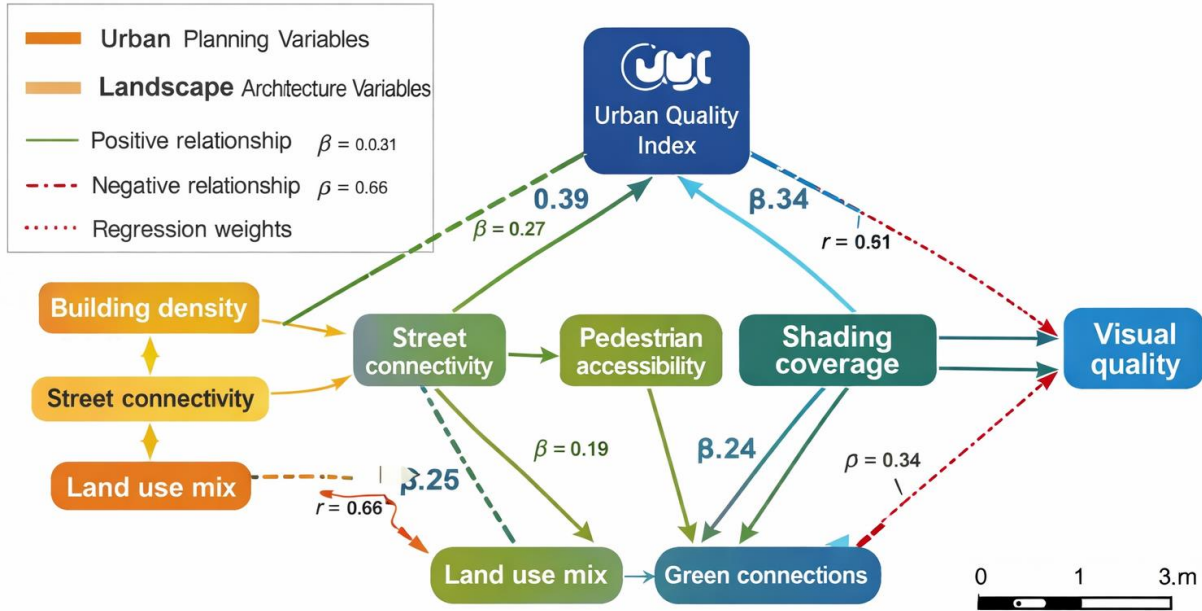 Urban Planning Variables
Landscape Architecture Variables
Positive relationship β = 0.0.31
Negative relationship ρ = 0.66
Regression weights
Urban Quality
Index
0.39
β.34
β = 0.27
r = 0.61
Building density
Street
connectivity
Pedestrian
accessibility
Shading
coverage
Visual
quality
Street connectivity
β = 0.19
β.24
ρ = 0.34
Land use mix
β.25
r = 0.66
Land use mix
Green connections
0 1 3.m